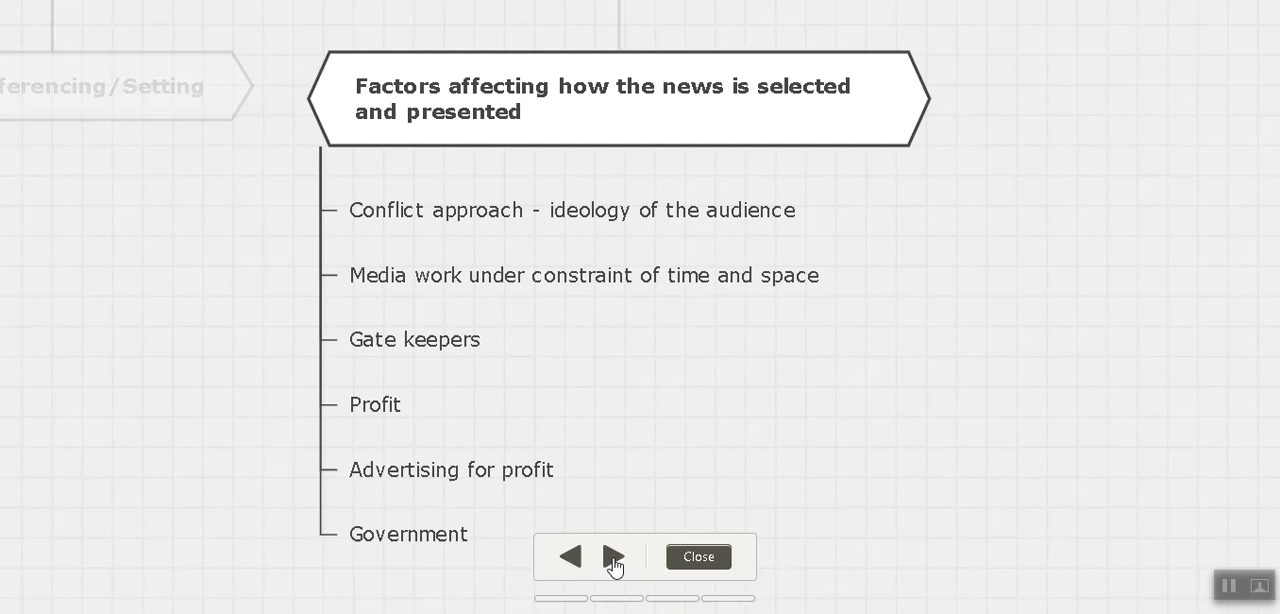 ferencing/Setting
Factors affecting how the news is selected
and presented
Conflict approach - ideology of the audience
Media work under constraint of time and space
Gate keepers
Profit
Advertising for profit
Government
Close